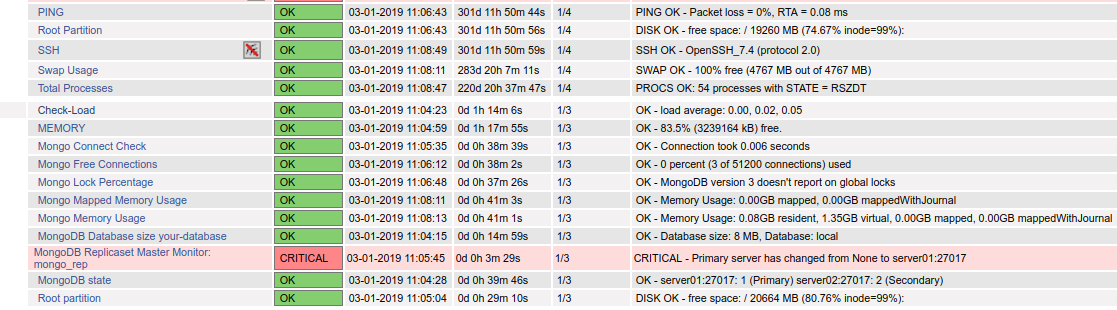 PING OK 03-01-2019 11:06:43 301d 11h 50m 44s 1/4 PING OK - Packet loss = 0%, RTA = 0.08 ms
Root Partition OK 03-01-2019 11:06:43 301d 11h 50m 56s 1/4 DISK OK - free space: / 19260 MB (74.67% inode=99%):
SSH OK 03-01-2019 11:08:49 301d 11h 50m 59s 1/4 SSH OK - OpenSSH_7.4 (protocol 2.0)
Swap Usage OK 03-01-2019 11:08:11 283d 20h 7m 11s 1/4 SWAP OK - 100% free (4767 MB out of 4767 MB)
Total Processes OK 03-01-2019 11:08:47 220d 20h 37m 47s 1/4 PROCS OK: 54 processes with STATE = RSZDT
Check-Load OK 03-01-2019 11:04:23 0d 1h 14m 6s 1/3 OK - load average: 0.00, 0.02, 0.05
MEMORY OK 03-01-2019 11:04:59 0d 1h 17m 55s 1/3 OK - 83.5% (3239164 kB) free.
Mongo Connect Check OK 03-01-2019 11:05:35 0d 0h 38m 39s 1/3 OK - Connection took 0.006 seconds
Mongo Free Connections OK 03-01-2019 11:06:12 0d 0h 38m 2s 1/3 OK - 0 percent (3 of 51200 connections) used
Mongo Lock Percentage OK 03-01-2019 11:06:48 0d 0h 37m 26s 1/3 OK - MongoDB version 3 doesn't report on global locks
Mongo Mapped Memory Usage OK 03-01-2019 11:08:11 0d 0h 41m 3s 1/3 OK - Memory Usage: 0.00GB mapped, 0.00GB mappedWithJournal
Mongo Memory Usage OK 03-01-2019 11:08:13 0d 0h 41m 1s 1/3 OK - Memory Usage: 0.08GB resident, 1.35GB virtual, 0.00GB mapped, 0.00GB mappedWithJournal
MongoDB Database size your-database OK 03-01-2019 11:04:15 0d 0h 14m 59s 1/3 OK - Database size: 8 MB, Database: local
MongoDB Replicaset Master Monitor:
mongo_rep CRITICAL 03-01-2019 11:05:45 0d 0h 3m 29s 1/3 CRITICAL - Primary server has changed from None to server01:27017
MongoDB state OK 03-01-2019 11:04:28 0d 0h 39m 46s 1/3 OK - server01:27017: 1 (Primary) server02:27017: 2 (Secondary)
Root partition OK 03-01-2019 11:05:04 0d 0h 29m 10s 1/3 DISK OK - free space: / 20664 MB (80.76% inode=99%):